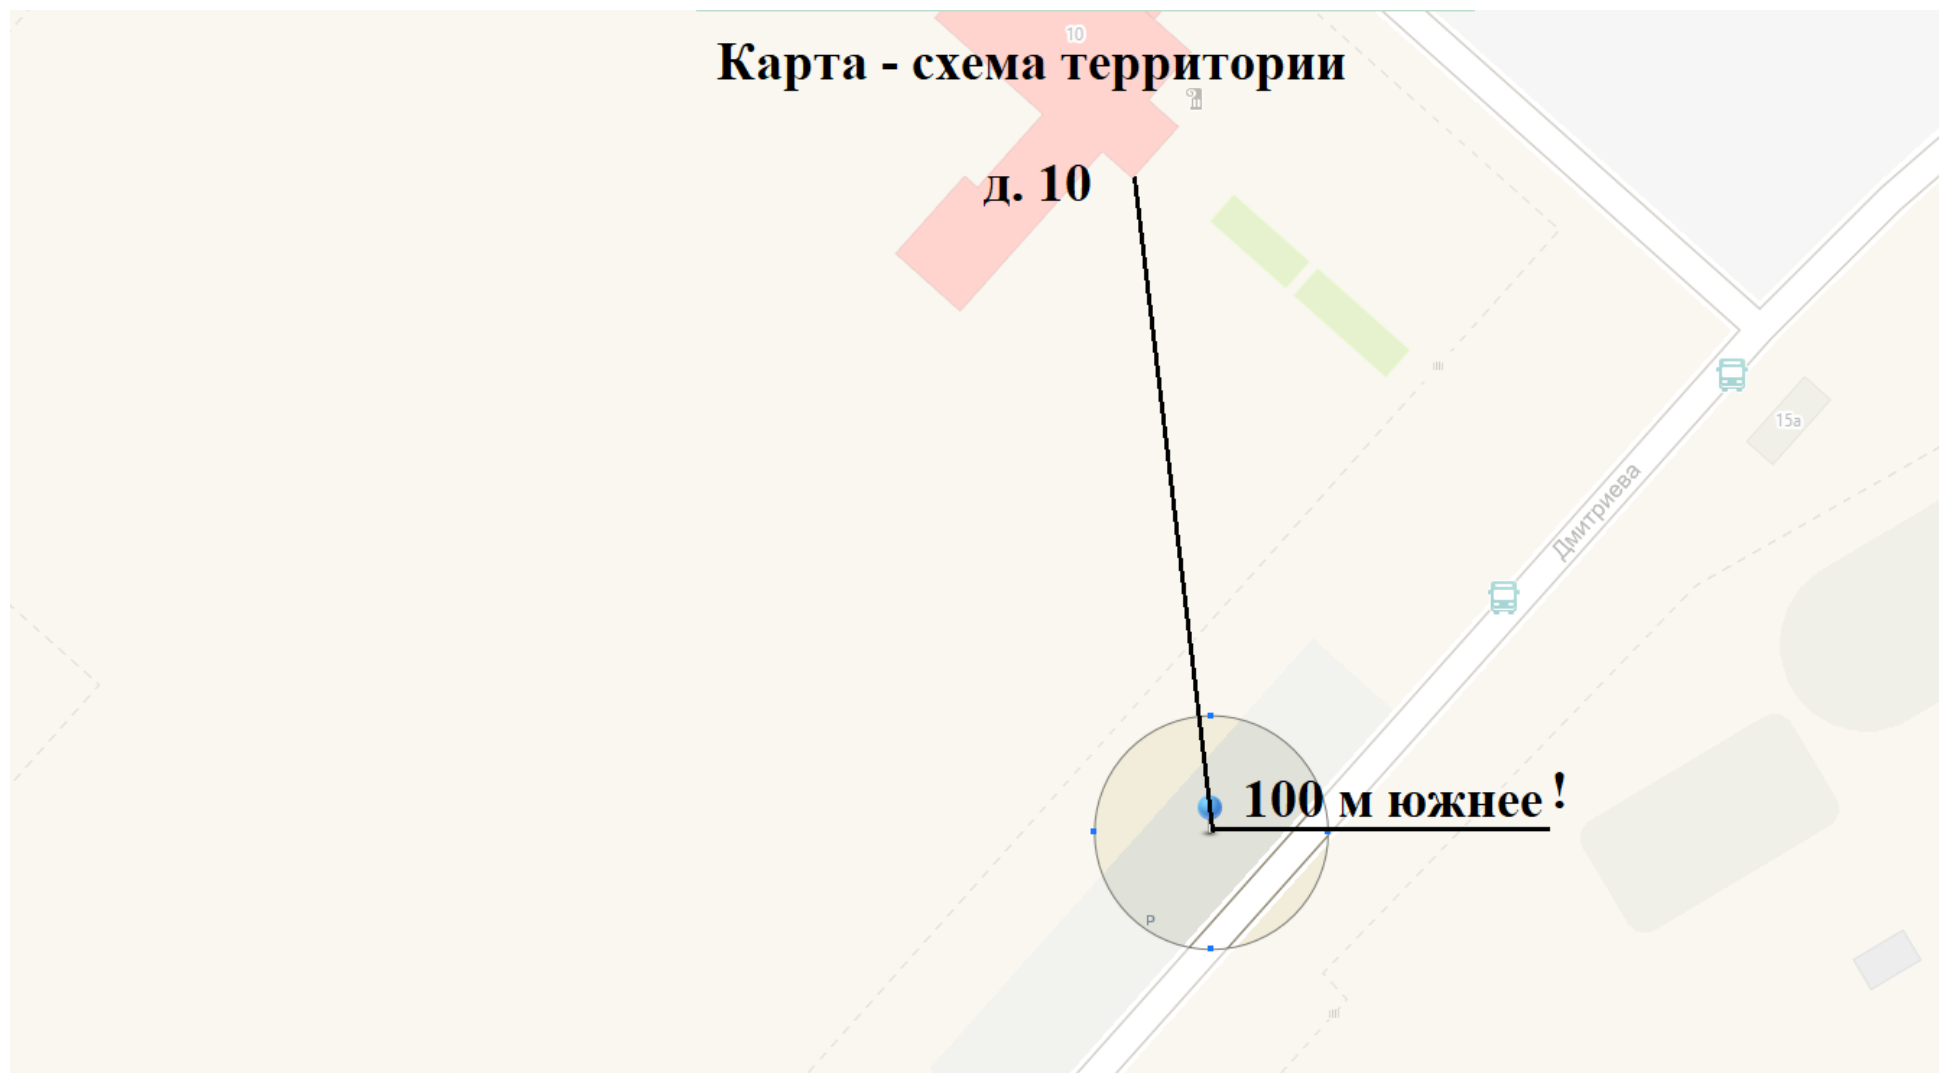 10
Карта - схема территории
д. 10
15а
Дмитриева
100 м южнее!
P